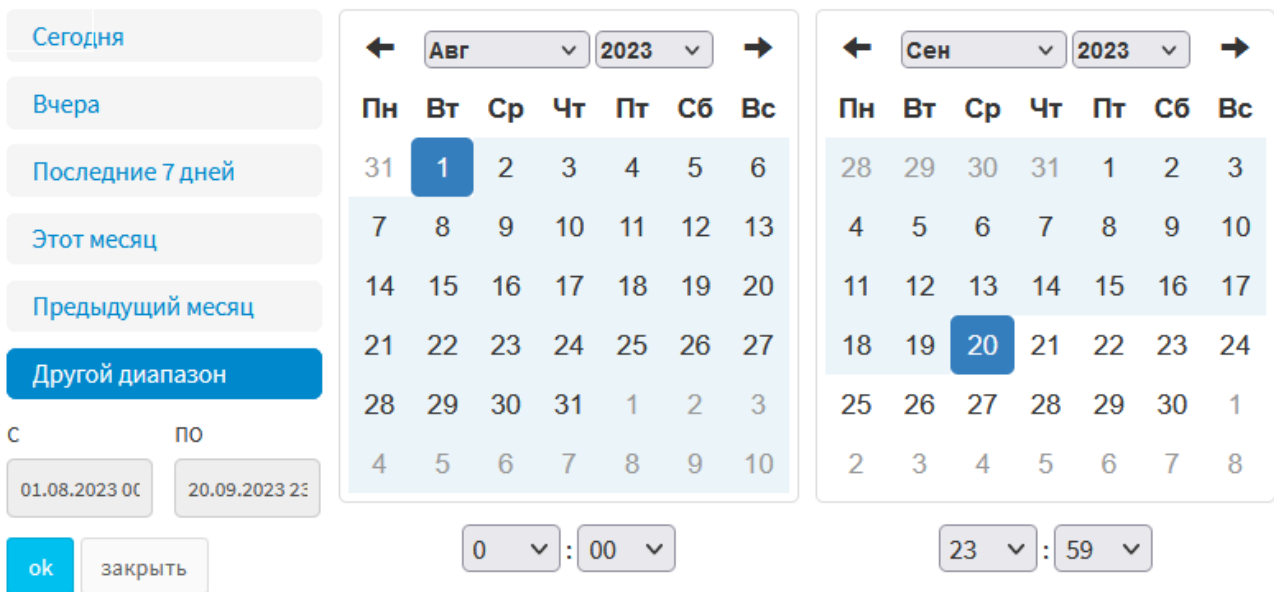 Сегодня
Вчера
Последние 7 дней
Этот месяц
Предыдущий месяц
Другой диапазон
С ПО
01.08.2023 00 20.09.2023 23
ok закрыть
Авг 2023
Пн Вт Ср Чт Пт Сб Вс
31 1 2 3 4 5 6
7 8 9 10 11 12 13
14 15 16 17 18 19 20
21 22 23 24 25 26 27
28 29 30 31 1 2 3
4 5 6 7 8 9 10
0 : 00
Сен 2023
Пн Вт Ср Чт Пт Сб Вс
28 29 30 31 1 2 3
4 5 6 7 8 9 10
11 12 13 14 15 16 17
18 19 20 21 22 23 24
25 26 27 28 29 30 1
2 3 4 5 6 7 8
23 : 59